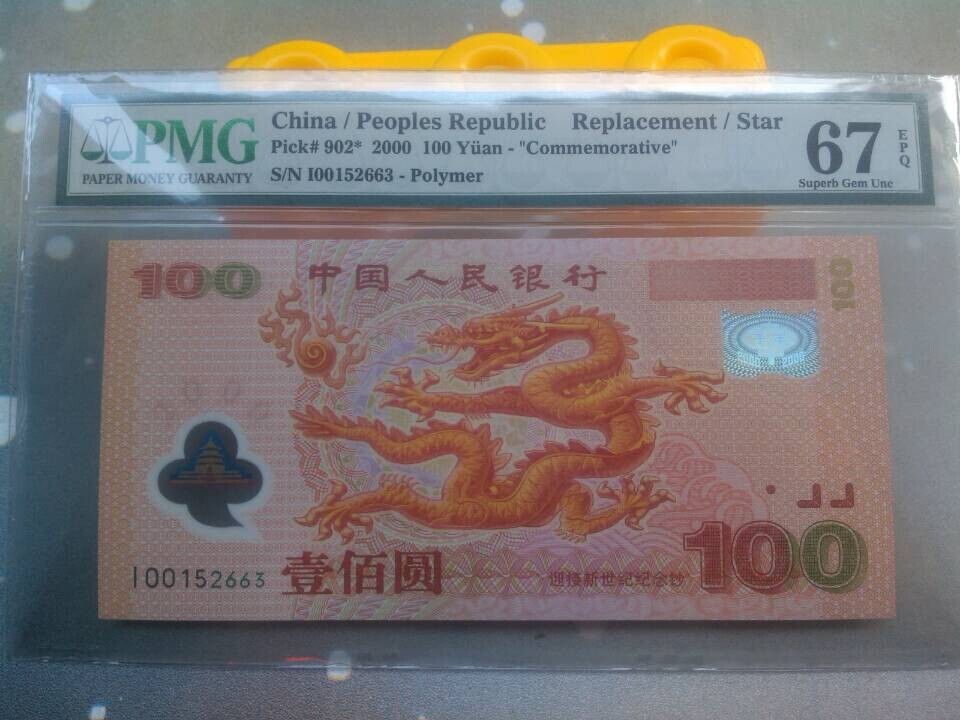 PMG
PAPER MONEY GUARANTY
China / Peoples Republic Replacement / Star
Pick# 902* 2000 100 Yüan - "Commemorative"
S/N I00152663 - Polymer
67
EPQ
Superb Gem Unc
100
中国人民银行
100
2000 2000
I00152663
壹佰圆
迎接新世纪纪念钞
100